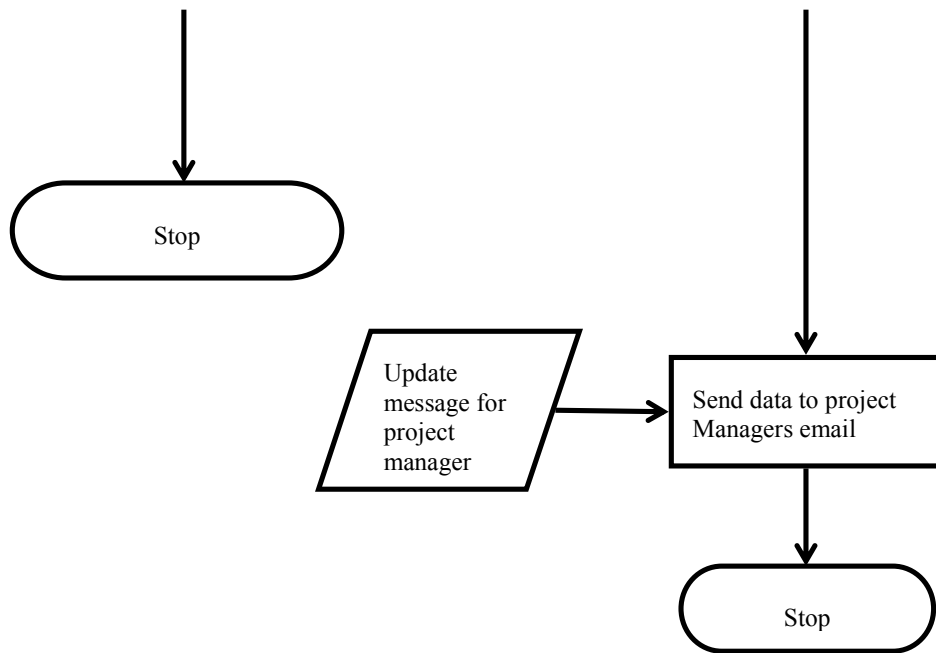 Stop
Update
message for
project
manager
Send data to project
Managers email
Stop